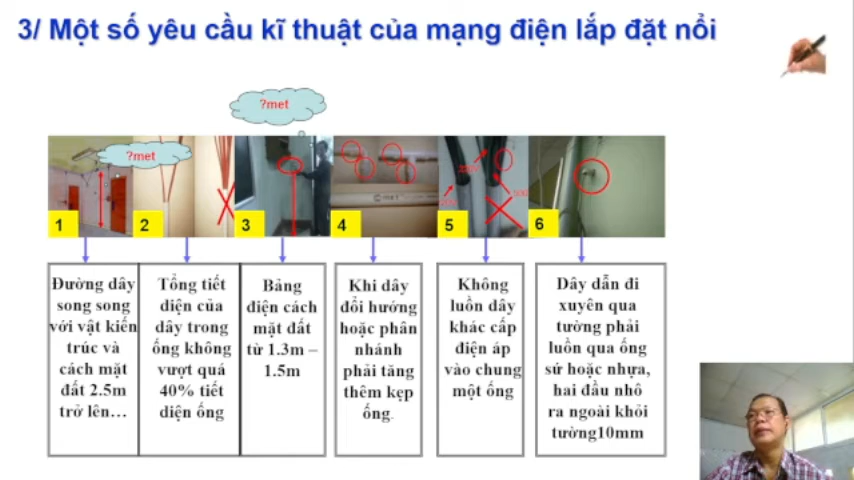 3/ Một số yêu cầu kĩ thuật của mạng điện lắp đặt nổi
?met
?met
1
2
3
4
5
6
Đường dây
song song
với vật kiến
trúc và
cách mặt
đất 2.5m
trở lên…
Tổng tiết
diện của
dây trong
ống không
vượt quá
40% tiết
diện ống
Bảng
điện cách
mặt đất
từ 1.3m –
1.5m
Khi dây
đổi hướng
hoặc phân
nhánh
phải tăng
thêm kẹp
ống.
Không
luồn dây
khác cấp
điện áp
vào chung
một ống
Dây dẫn đi
xuyên qua
tường phải
luồn qua ống
sứ hoặc nhựa,
hai đầu nhô
ra ngoài khỏi
tường10mm